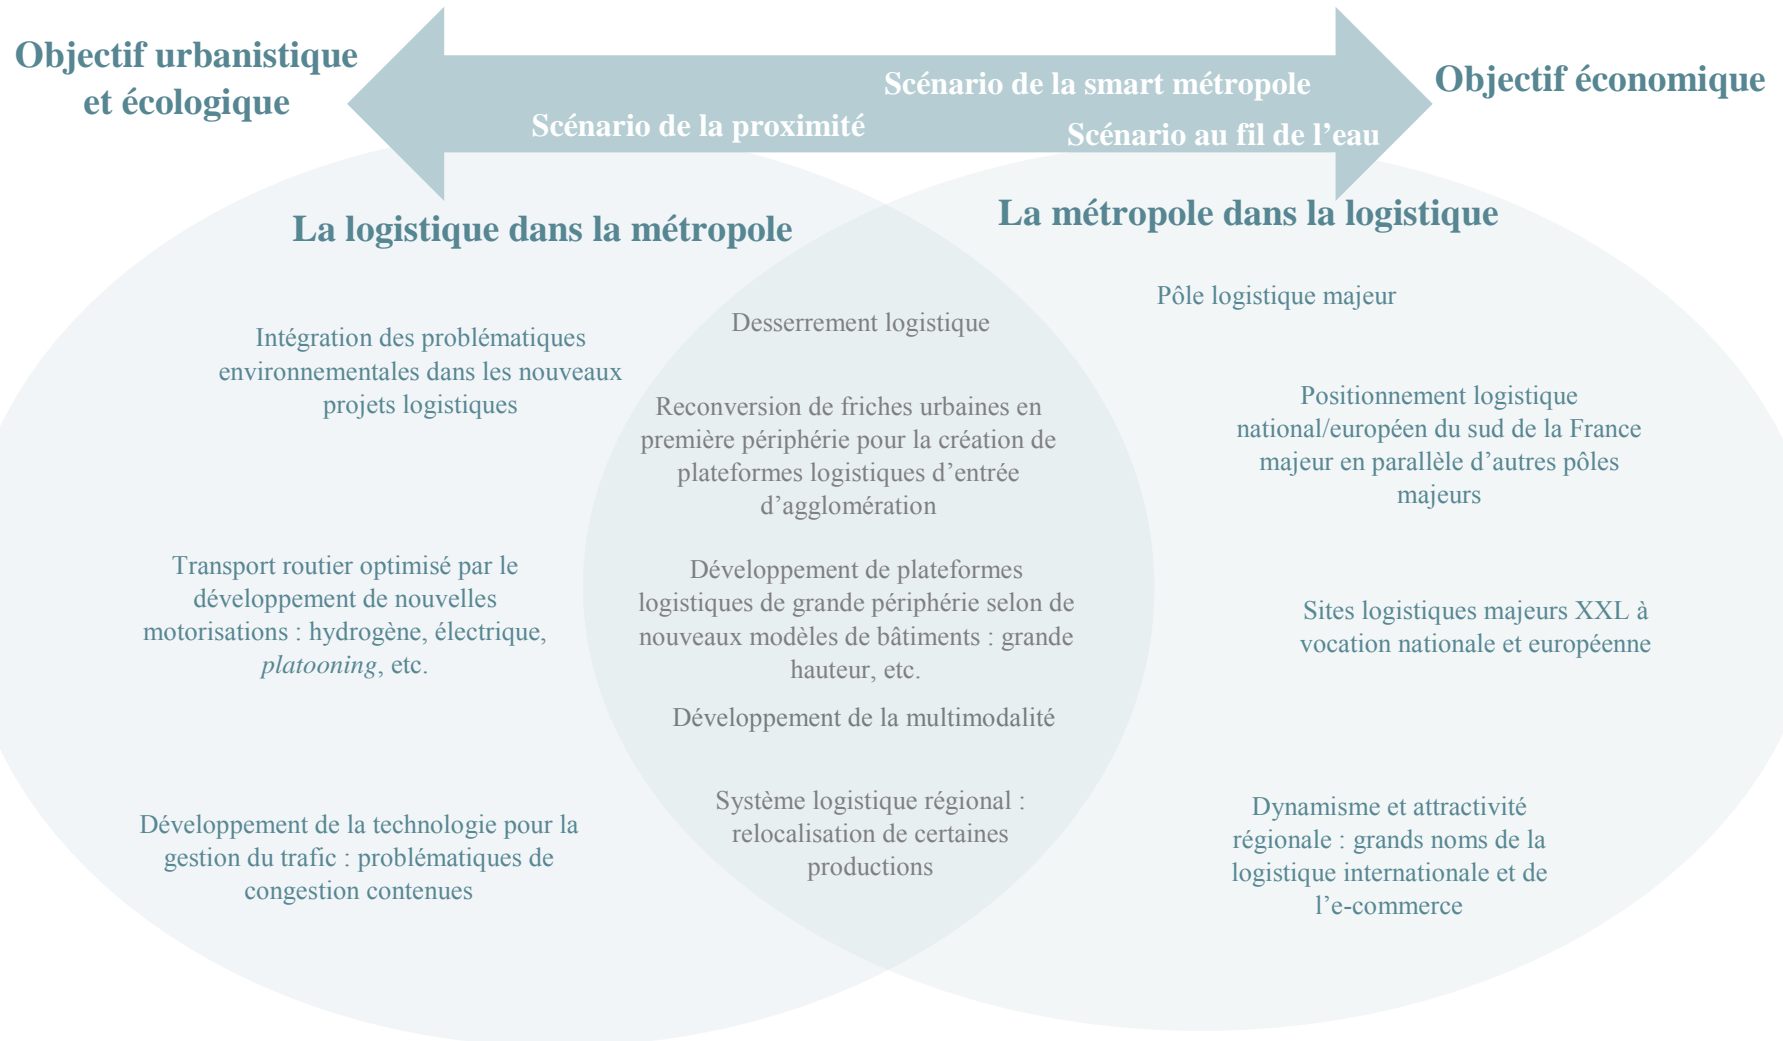 Objectif urbanistique
et écologique
Scénario de la smart métropole
Scénario de la proximité
Scénario au fil de l’eau
Objectif économique
La logistique dans la métropole
La métropole dans la logistique
Intégration des problématiques
environnementales dans les nouveaux
projets logistiques
Transport routier optimisé par le
développement de nouvelles
motorisations : hydrogène, électrique,
platooning, etc.
Développement de la technologie pour la
gestion du trafic : problématiques de
congestion contenues
Desserrement logistique
Reconversion de friches urbaines en
première périphérie pour la création de
plateformes logistiques d’entrée
d’agglomération
Développement de plateformes
logistiques de grande périphérie selon de
nouveaux modèles de bâtiments : grande
hauteur, etc.
Développement de la multimodalité
Système logistique régional :
relocalisation de certaines
productions
Pôle logistique majeur
Positionnement logistique
national/européen du sud de la France
majeur en parallèle d’autres pôles
majeurs
Sites logistiques majeurs XXL à
vocation nationale et européenne
Dynamisme et attractivité
régionale : grands noms de la
logistique internationale et de
l’e-commerce